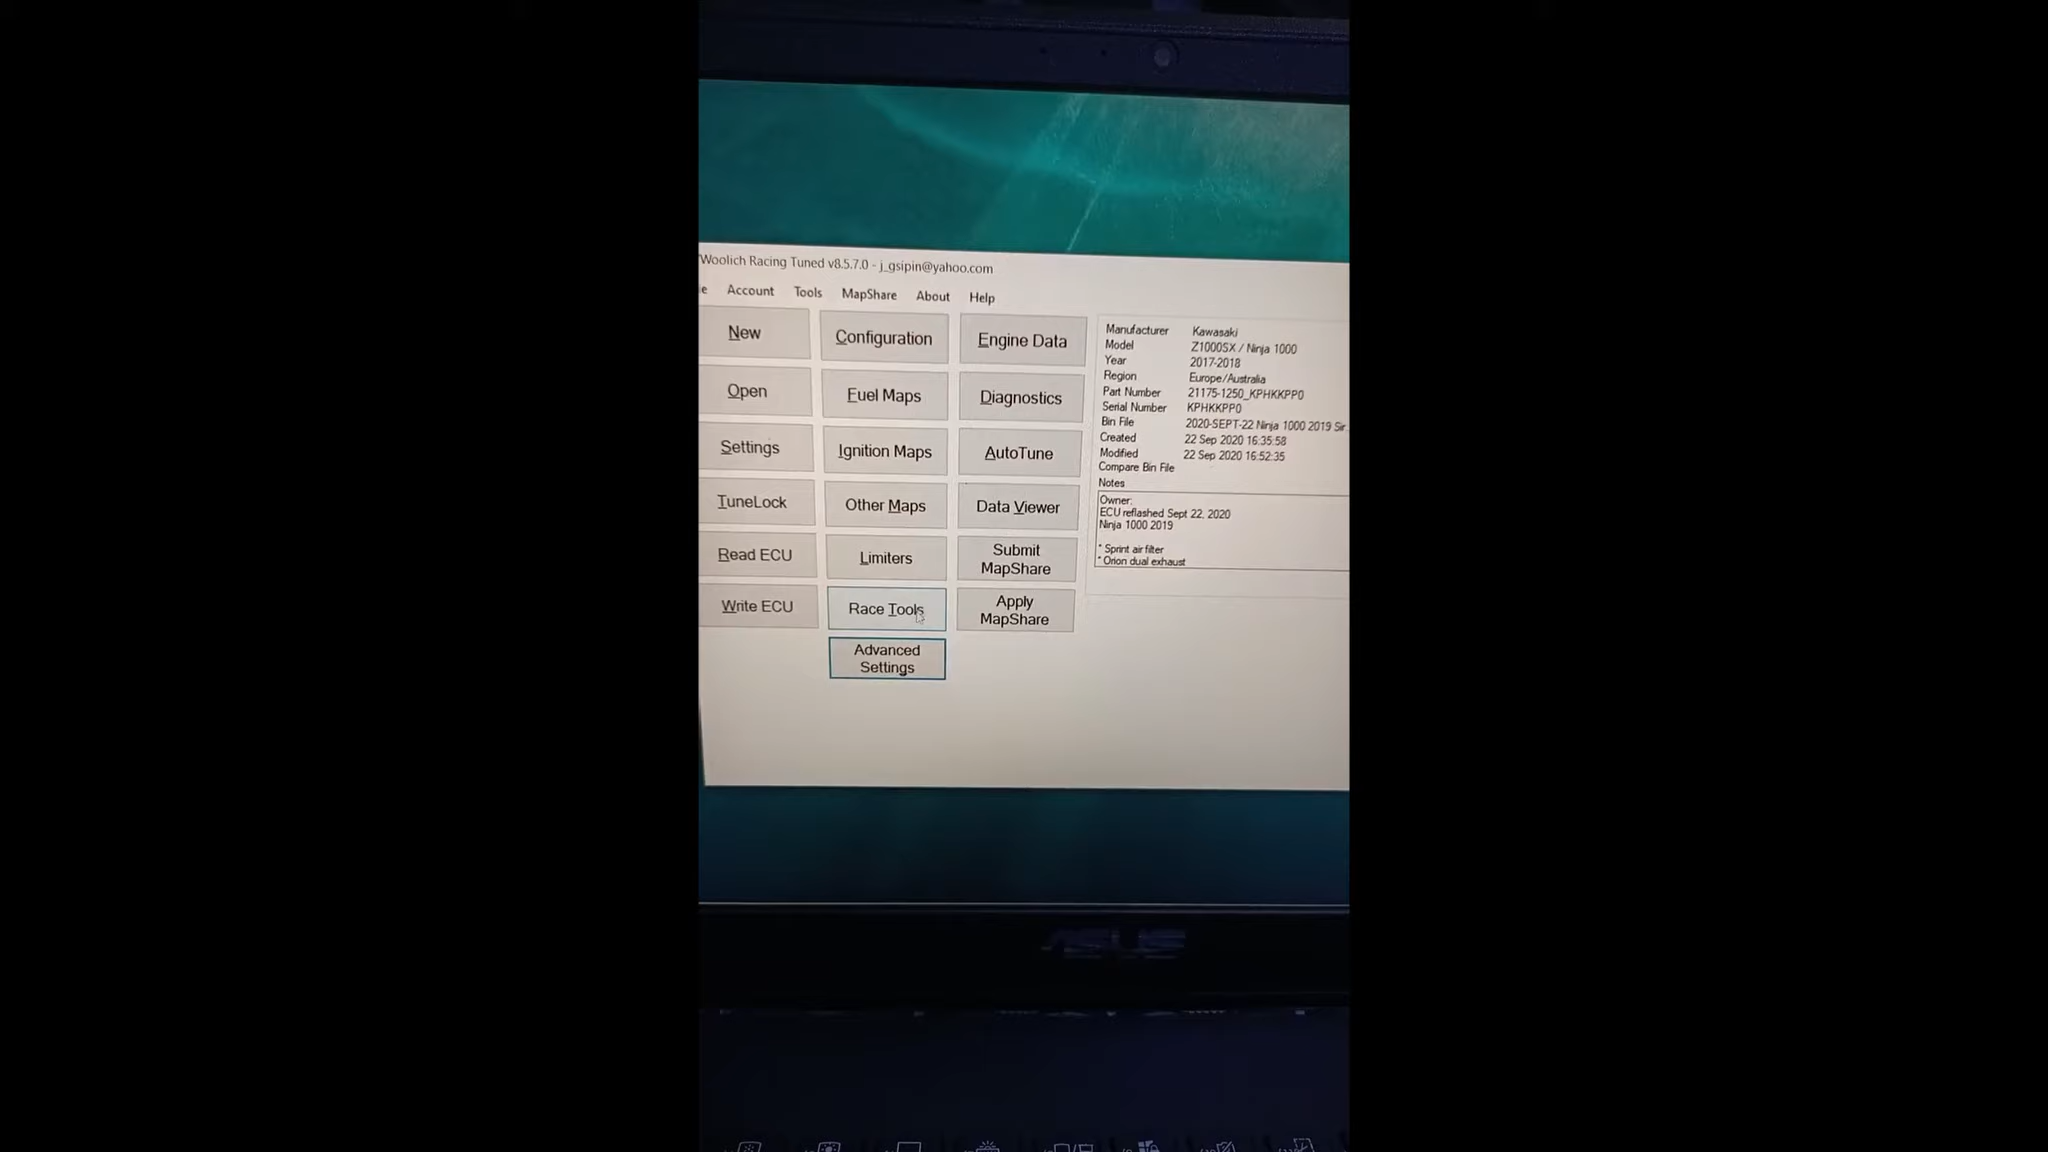 Woolich Racing Tuned v8.5.7.0 - j_gsipin@yahoo.com
e Account Tools MapShare About Help
New
Open
Settings
TuneLock
Read ECU
Write ECU
Configuration
Fuel Maps
Ignition Maps
Other Maps
Limiters
Race Tools
Advanced
Settings
Engine Data
Diagnostics
AutoTune
Data Viewer
Submit
MapShare
Apply
MapShare
Manufacturer Kawasaki
Model Z1000SX / Ninja 1000
Year 2017-2018
Region Europe/Australia
Part Number 21175-1250_KPHKKPP0
Serial Number KPHKKPP0
Bin File 2020-SEPT-22 Ninja 1000 2019 Sir
Created 22 Sep 2020 16:35:58
Modified 22 Sep 2020 16:52:35
Compare Bin File
Notes
Owner:
ECU reflashed Sept 22, 2020
Ninja 1000 2019
* Sprint air filter
* Orion dual exhaust
ASUS